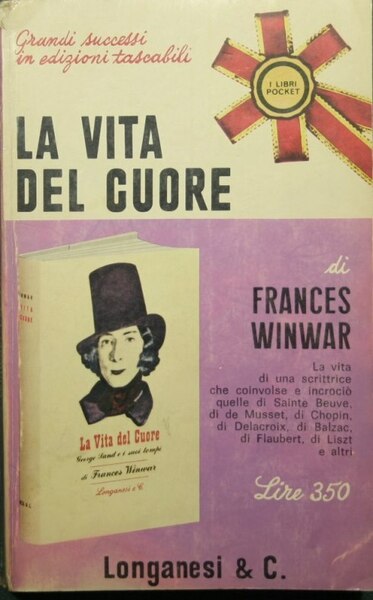 Grandi successi
in edizioni tascabili
I LIBRI
POCKET
LA VITA
DEL CUORE
di
FRANCES
WINWAR
La vita
di una scrittrice
che coinvolse e incrociò
quelle di Sainte Beuve,
di de Musset, di Chopin,
di Delacroix, di Balzac,
di Flaubert, di Liszt
e altri
Lire 350
La Vita del Cuore
George Sand e i suoi tempi
di Frances Winwar
Longanesi e C.
Longanesi & C.